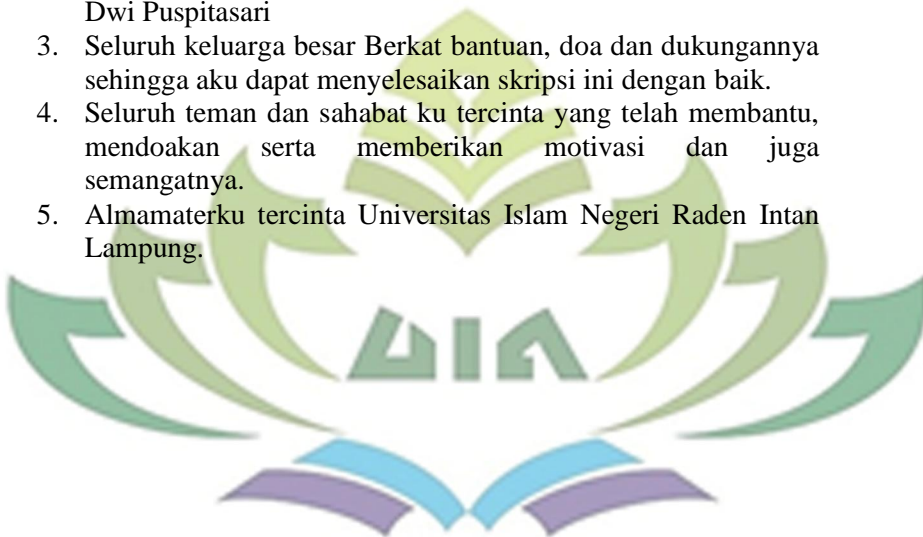 Dwi Puspitasari
3. Seluruh keluarga besar Berkat bantuan, doa dan dukungannya
sehingga aku dapat menyelesaikan skripsi ini dengan baik.
4. Seluruh teman dan sahabat ku tercinta yang telah membantu,
mendoakan serta memberikan motivasi dan juga
semangatnya.
5. Almamaterku tercinta Universitas Islam Negeri Raden Intan
Lampung.
UIN